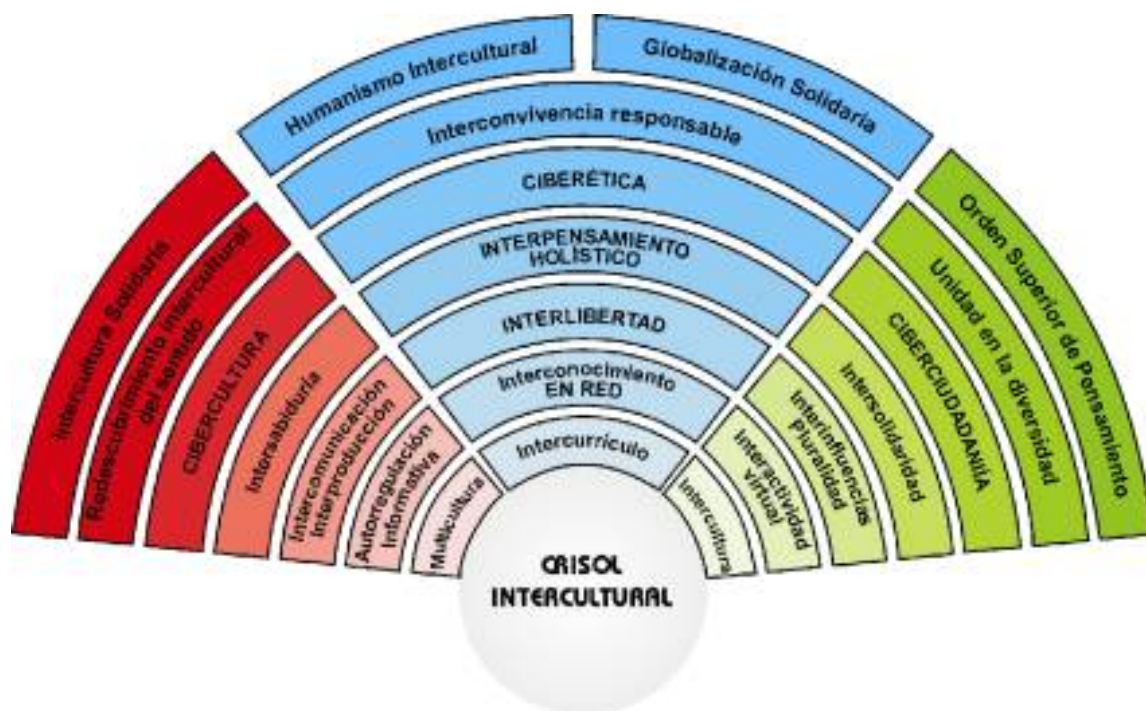 Humanismo Intercultural
Globalización Solidaria
Interconvivencia responsable
CIBERÉTICA
INTERPENSAMIENTO
HOLÍSTICO
INTERLIBERTAD
Interconocimiento
EN RED
Intercurrículo
Intercultura Solidaria
Redescubrimiento intercultural
del sentido
CIBERCULTURA
Intersabiduría
Intercomunicación
Interproducción
Autorregulación
Informativa
Multicultura
Orden Superior de Pensamiento
Unidad en la diversidad
CIBERCIUDADANÍA
Intersolidaridad
Interinfluencias
Pluralidad
Interactividad
virtual
Intercultura
CRISOL
INTERCULTURAL